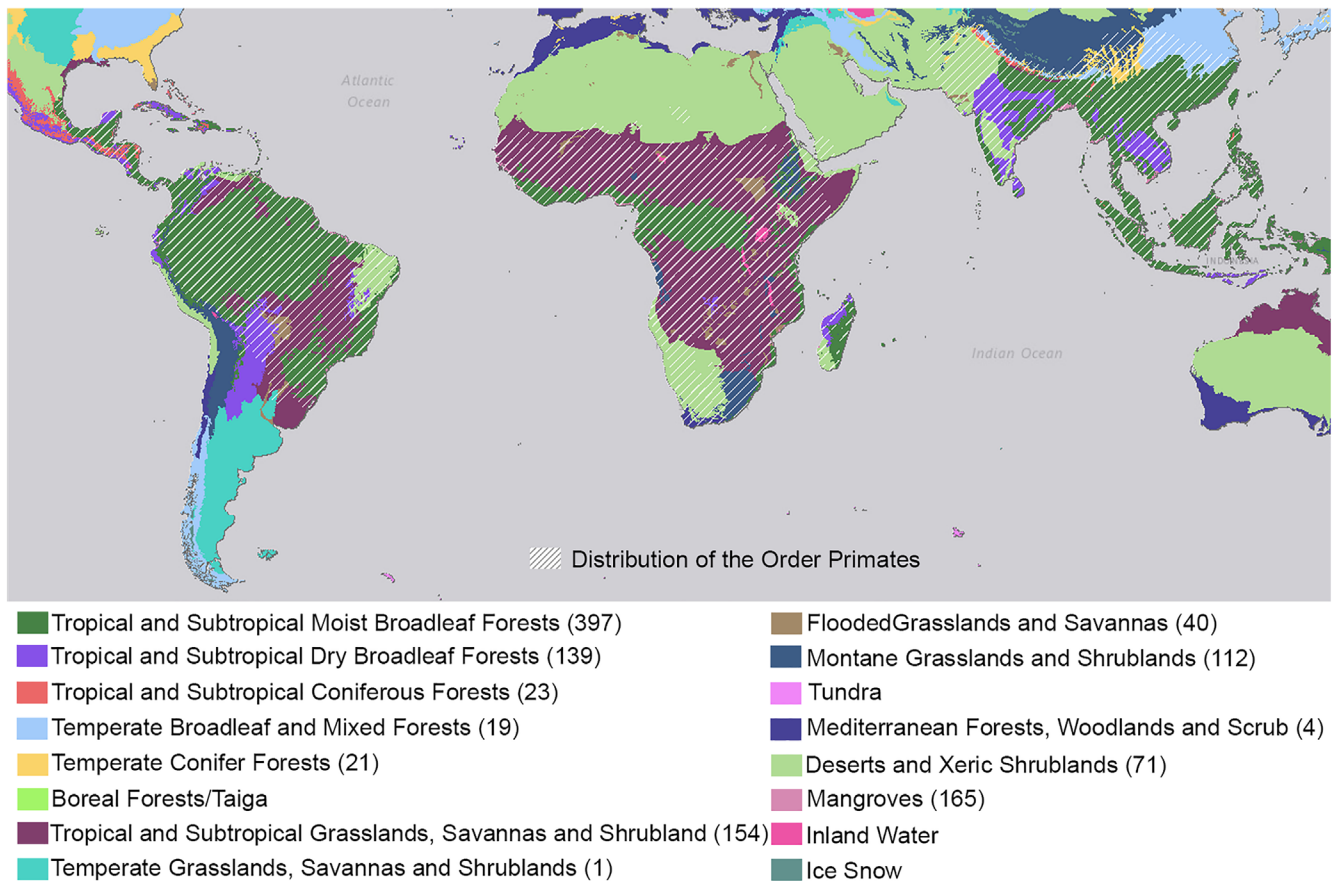 Atlantic
Ocean
INDONESIA
Indian Ocean
Distribution of the Order Primates
Tropical and Subtropical Moist Broadleaf Forests (397)
Tropical and Subtropical Dry Broadleaf Forests (139)
Tropical and Subtropical Coniferous Forests (23)
Temperate Broadleaf and Mixed Forests (19)
Temperate Conifer Forests (21)
Boreal Forests/Taiga
Tropical and Subtropical Grasslands, Savannas and Shrubland (154)
Temperate Grasslands, Savannas and Shrublands (1)
FloodedGrasslands and Savannas (40)
Montane Grasslands and Shrublands (112)
Tundra
Mediterranean Forests, Woodlands and Scrub (4)
Deserts and Xeric Shrublands (71)
Mangroves (165)
Inland Water
Ice Snow